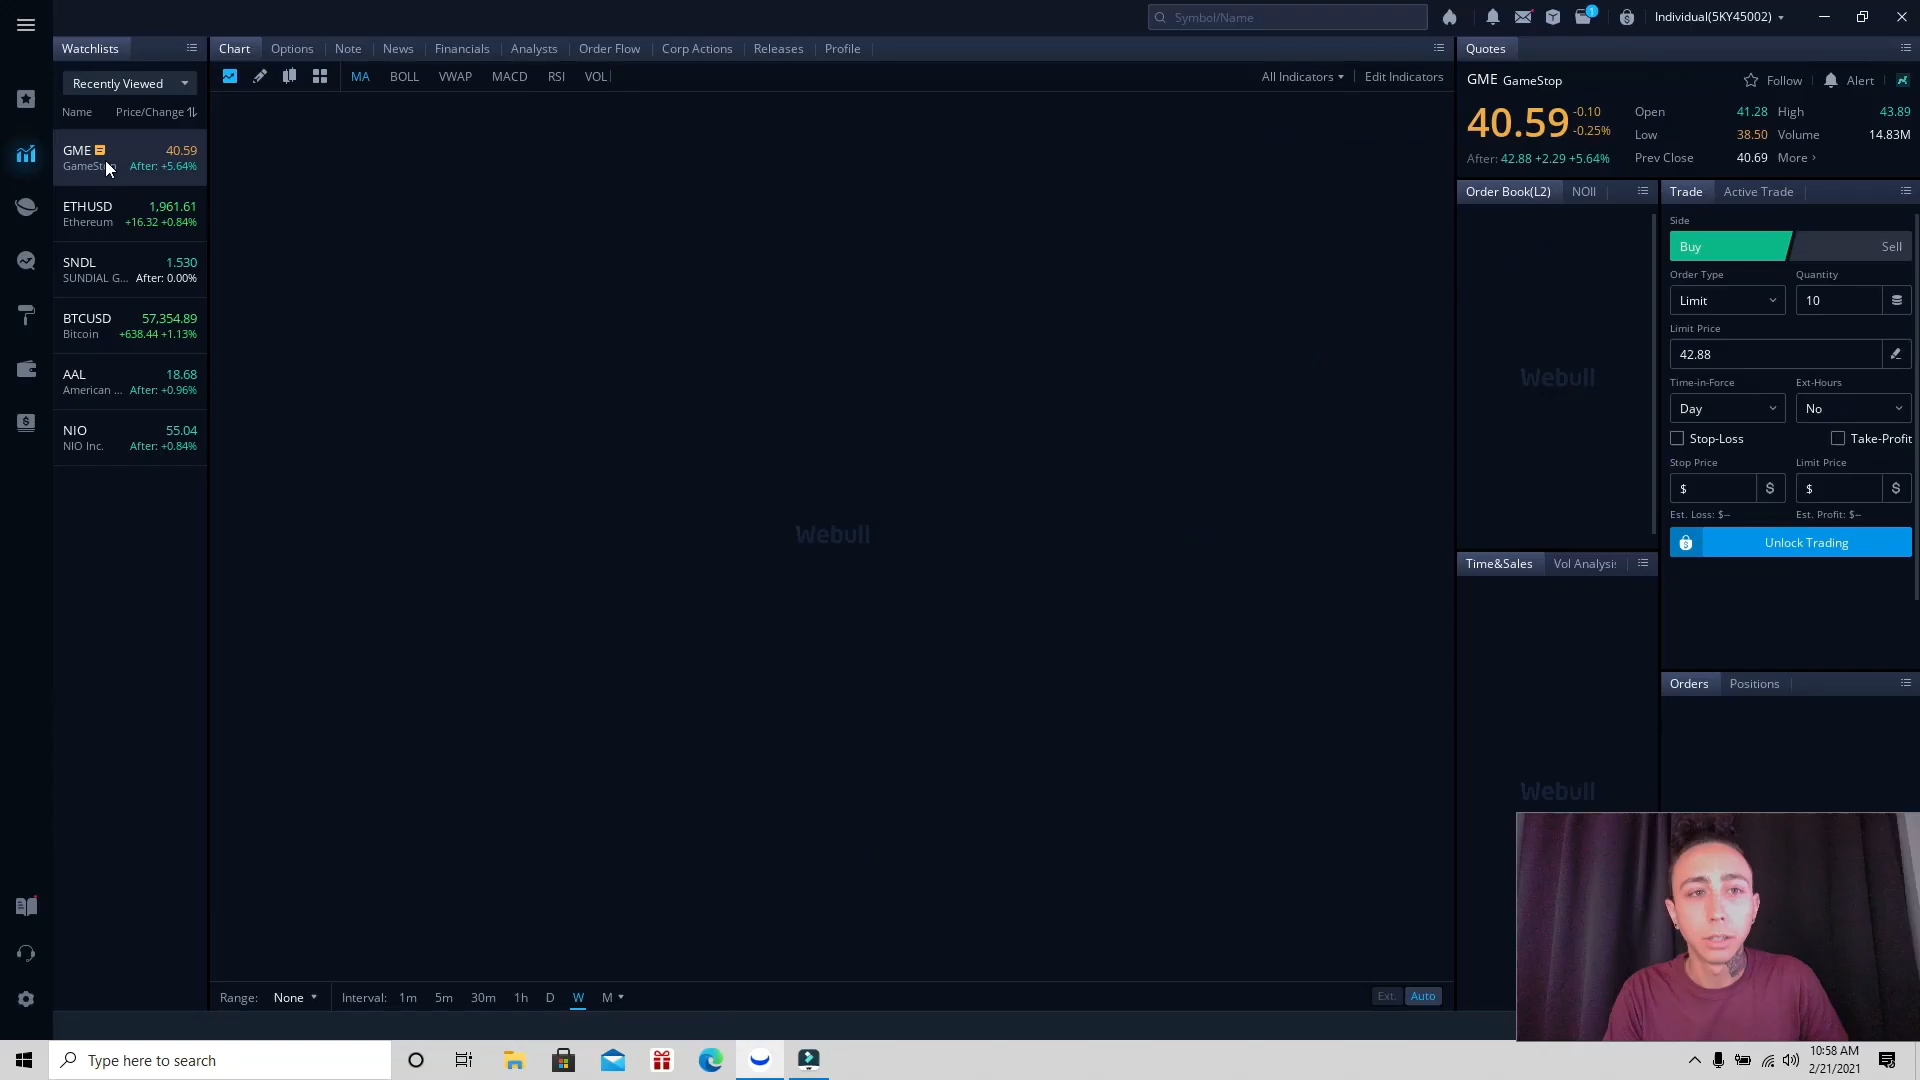 Symbol/Name
1
Individual(5KY45002)
Watchlists
Chart Options Note News Financials Analysts Order Flow Corp Actions Releases Profile
Quotes
Recently Viewed
MA BOLL VWAP MACD RSI VOL
All Indicators Edit Indicators
GME GameStop
Follow Alert
Name Price/Change
40.59 -0.10
-0.25%
Open 41.28 High 43.89
Low 38.50 Volume 14.83M
After: 42.88 +2.29 +5.64%
Prev Close 40.69 More
GME 40.59
GameStop After: +5.64%
ETHUSD 1,961.61
Ethereum +16.32 +0.84%
SNDL 1.530
SUNDIAL G... After: 0.00%
BTCUSD 57,354.89
Bitcoin +638.44 +1.13%
AAL 18.68
American ... After: +0.96%
NIO 55.04
NIO Inc. After: +0.84%
Webull
Order Book(L2) NOII
Webull
Time&Sales Vol Analysis
Webull
Trade Active Trade
Side
Buy Sell
Order Type Quantity
Limit 10
Limit Price
42.88
Time-in-Force Ext-Hours
Day No
Stop-Loss Take-Profit
Stop Price Limit Price
$ $ $ $
Est. Loss: $-- Est. Profit: $--
Unlock Trading
Orders Positions
Range: None Interval: 1m 5m 30m 1h D W M
Ext. Auto
Type here to search
10:58 AM
2/21/2021